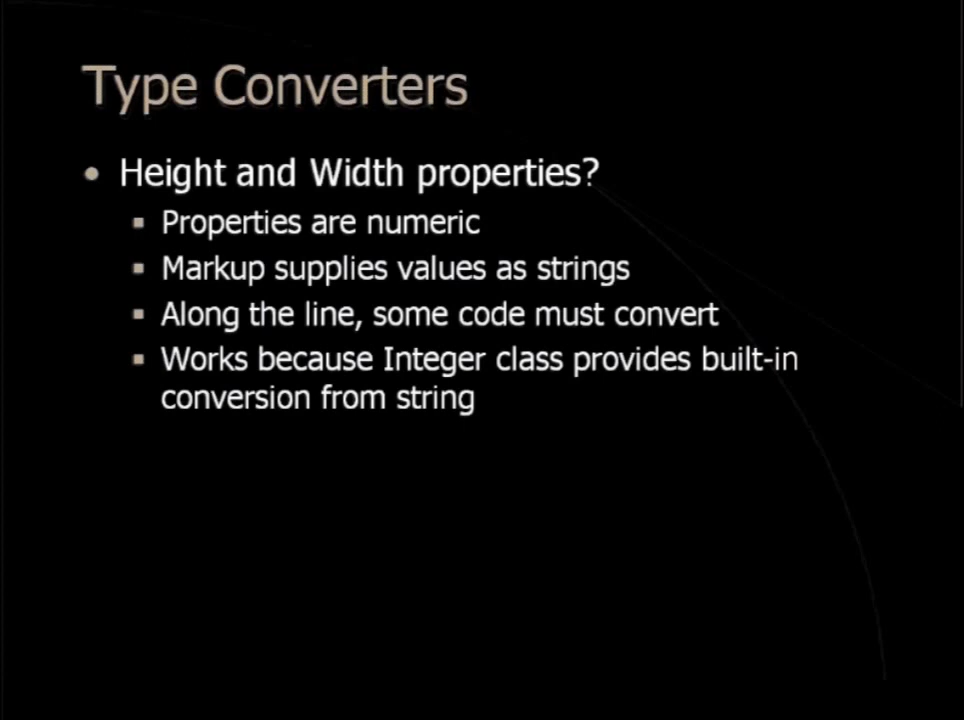 Type Converters
• Height and Width properties?
▪ Properties are numeric
▪ Markup supplies values as strings
▪ Along the line, some code must convert
▪ Works because Integer class provides built-in
conversion from string